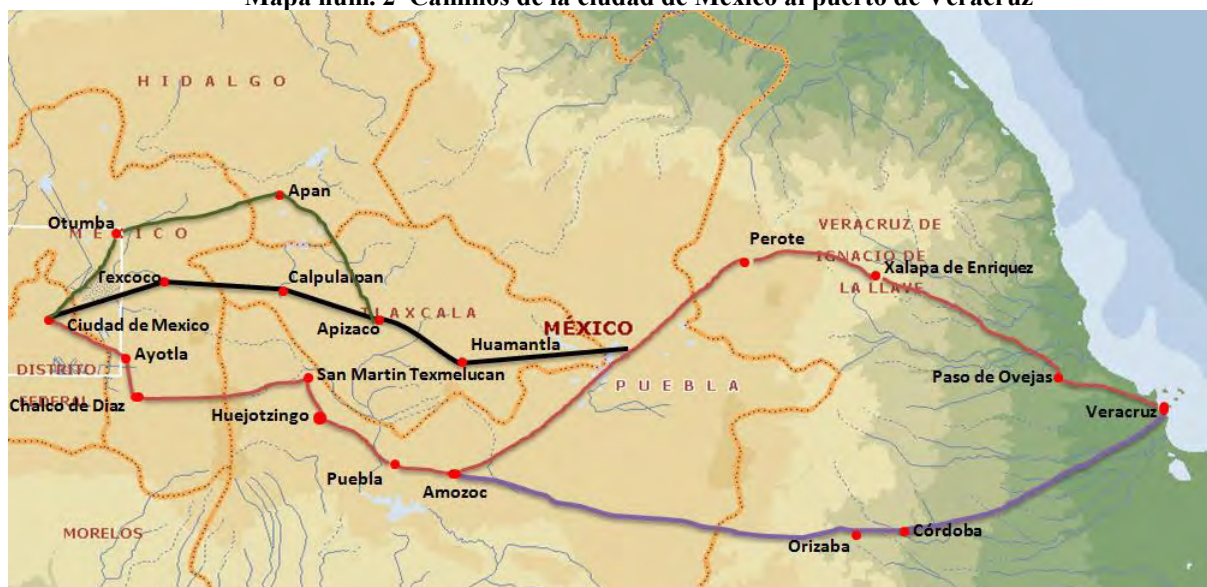 Mapa núm. 2 Caminos de la ciudad de México al puerto de Veracruz
HIDALGO
Apan
Otumba
MEXICO
Perote
VERACRUZ DE
IGNACIO DE
LA LLAVE
Xalapa de Enriquez
Texcoco
Calpulalpan
Ciudad de Mexico
Apizaco
TLAXCALA
MÉXICO
Huamantla
Ayotla
DISTRITO
FEDERAL
Chalco de Diaz
San Martin Texmelucan
PUEBLA
Paso de Ovejas
Huejotzingo
Veracruz
Puebla
Amozoc
MORELOS
Orizaba
Córdoba